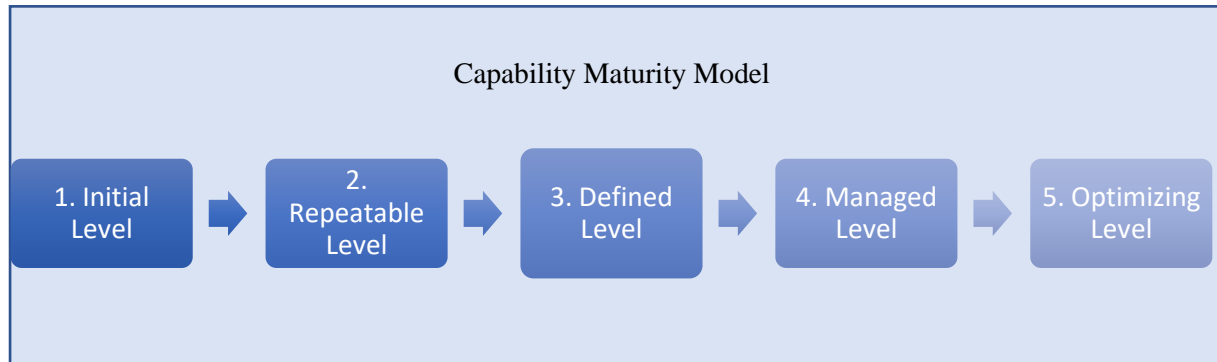 Capability Maturity Model
1. Initial
Level
2.
Repeatable
Level
3. Defined
Level
4. Managed
Level
5. Optimizing
Level